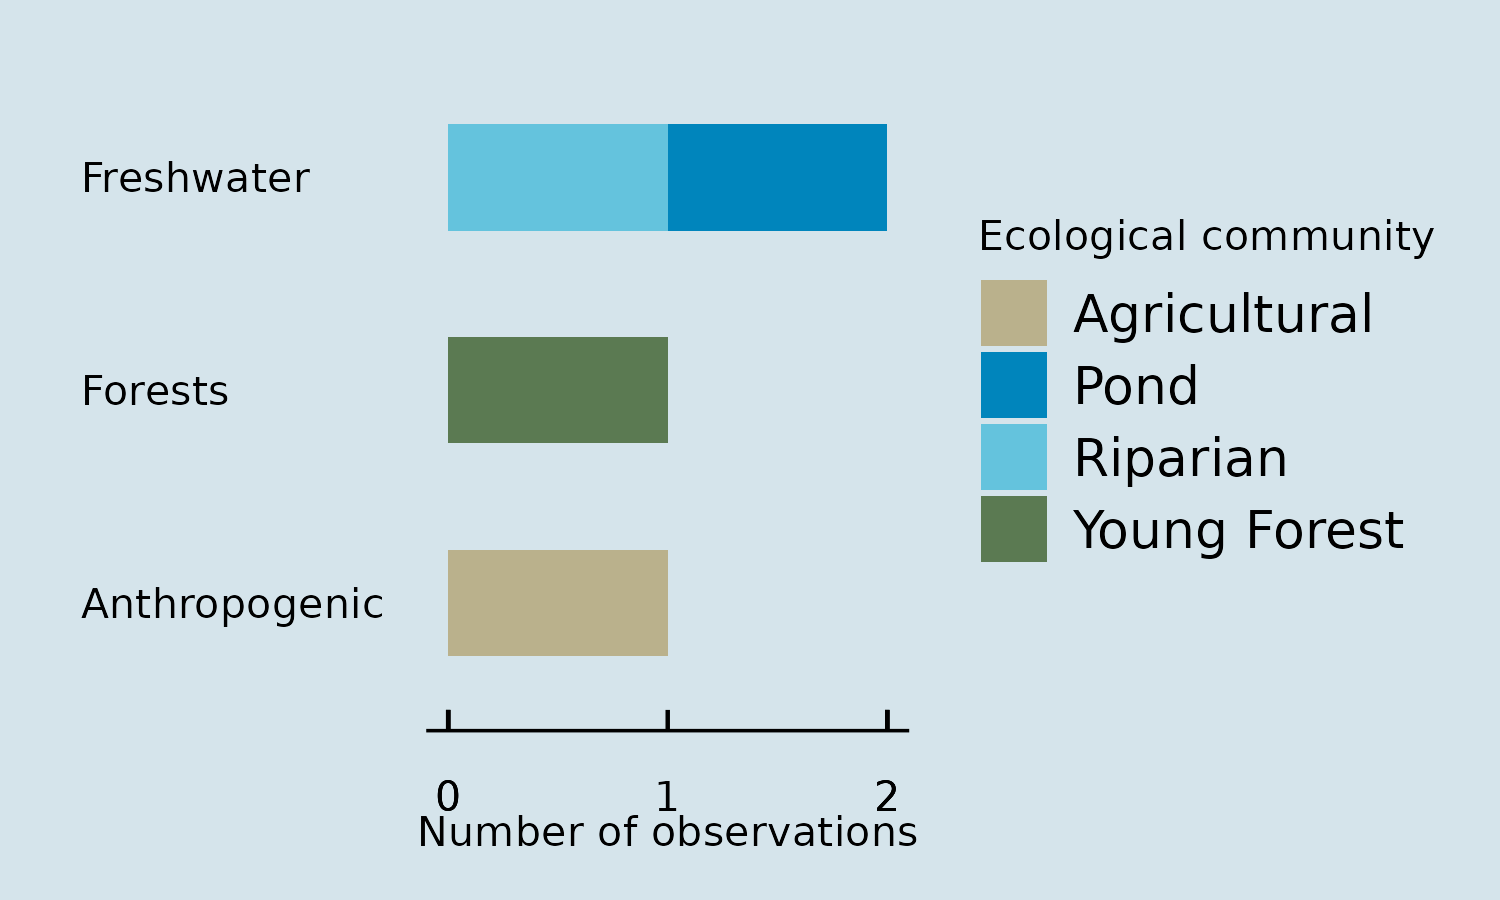 Freshwater
Forests
Anthropogenic
0 1 2
Number of observations
Ecological community
Agricultural
Pond
Riparian
Young Forest